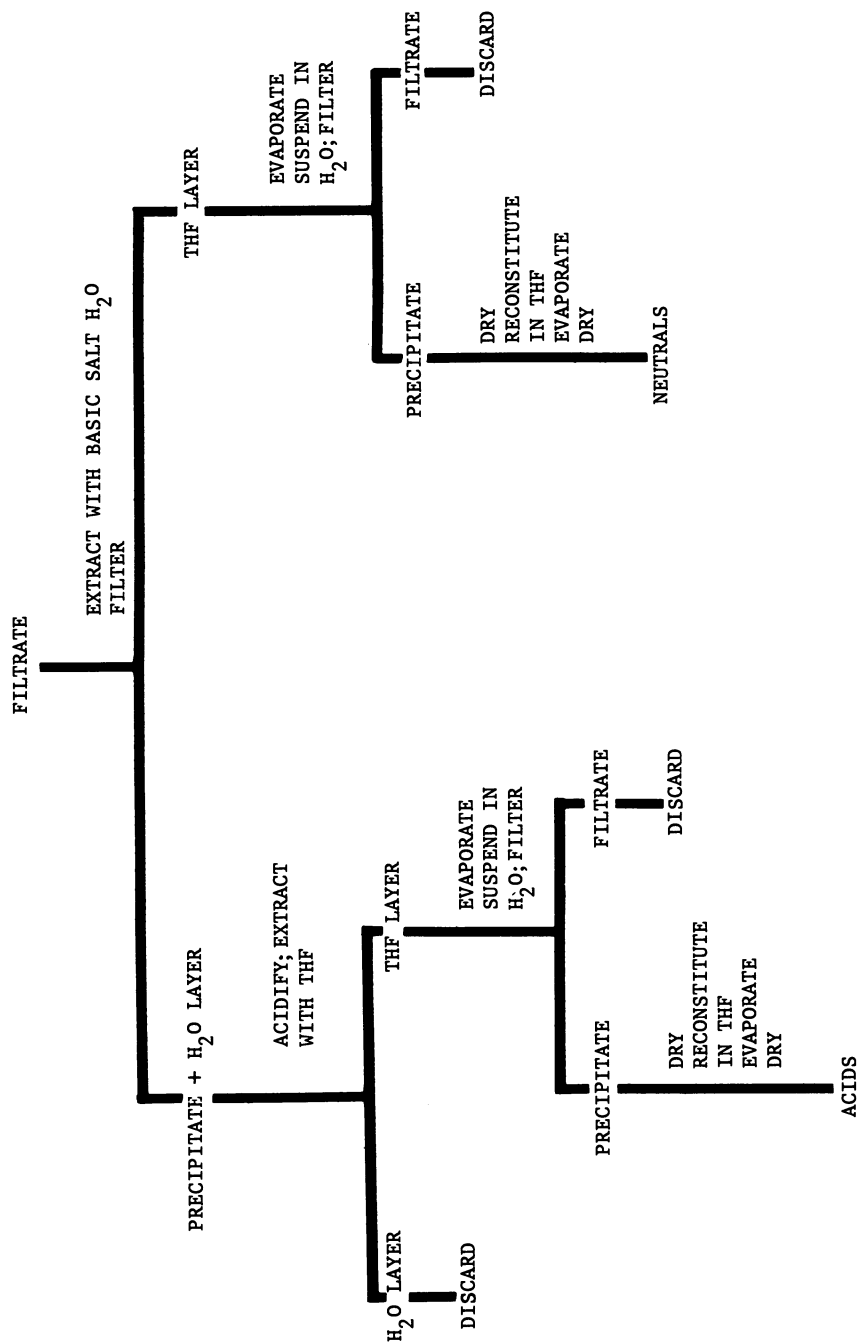 FILTRATE
EXTRACT WITH BASIC SALT H₂O
FILTER
PRECIPITATE + H₂O LAYER
THF LAYER
ACIDIFY; EXTRACT
WITH THF
EVAPORATE
SUSPEND IN
H₂O; FILTER
H₂O LAYER
DISCARD
THF LAYER
PRECIPITATE
FILTRATE
DISCARD
EVAPORATE
SUSPEND IN
H₂O; FILTER
DRY
RECONSTITUTE
IN THF
EVAPORATE
DRY
NEUTRALS
PRECIPITATE
FILTRATE
DISCARD
DRY
RECONSTITUTE
IN THF
EVAPORATE
DRY
ACIDS